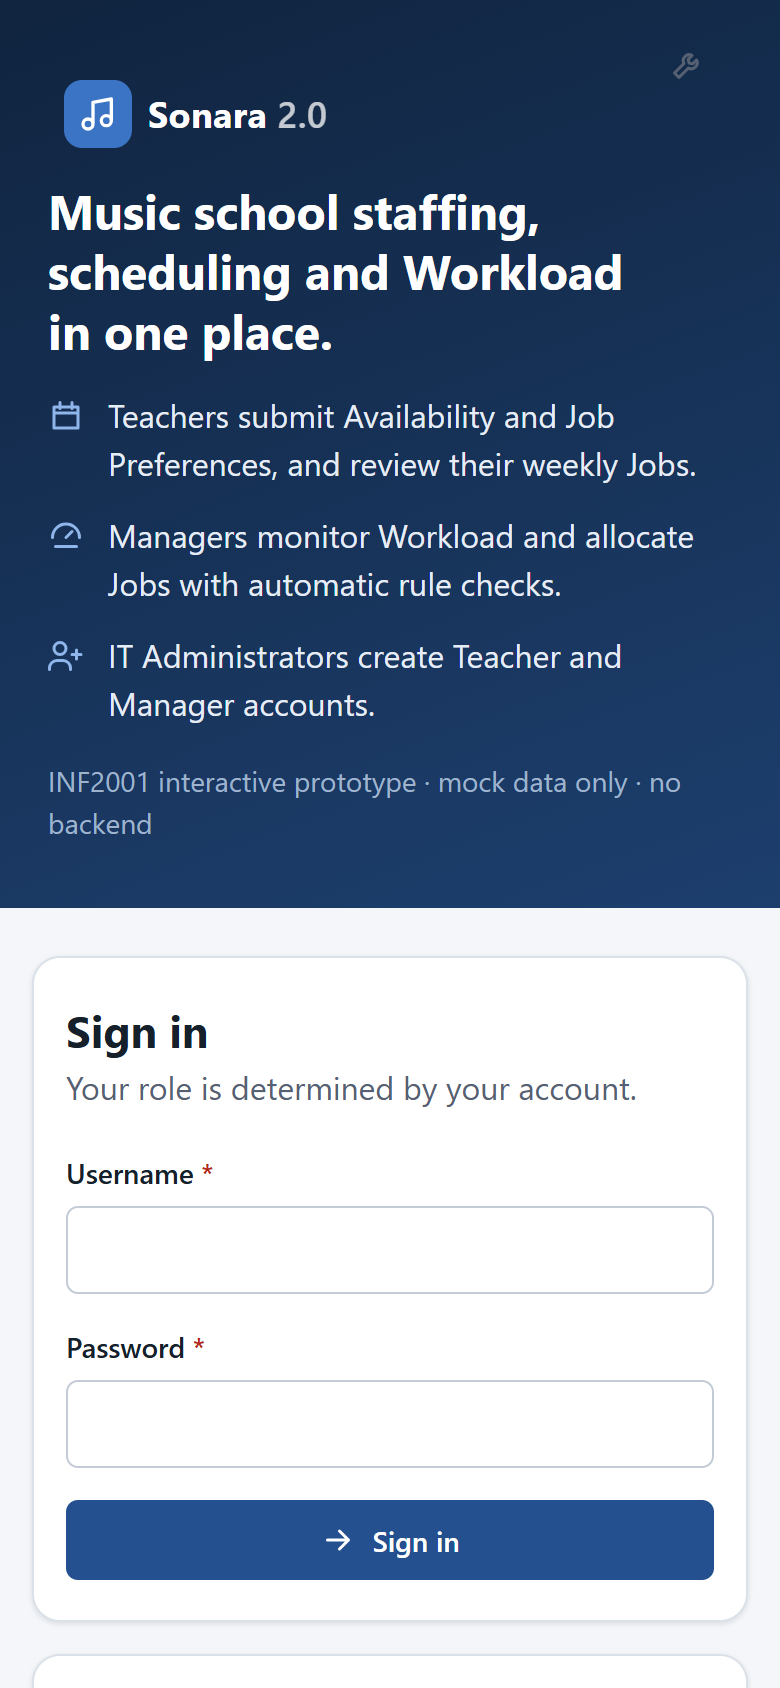 Sonara 2.0
Music school staffing,
scheduling and Workload
in one place.
Teachers submit Availability and Job
Preferences, and review their weekly Jobs.
Managers monitor Workload and allocate
Jobs with automatic rule checks.
IT Administrators create Teacher and
Manager accounts.
INF2001 interactive prototype · mock data only · no
backend
Sign in
Your role is determined by your account.
Username *
Password *
Sign in